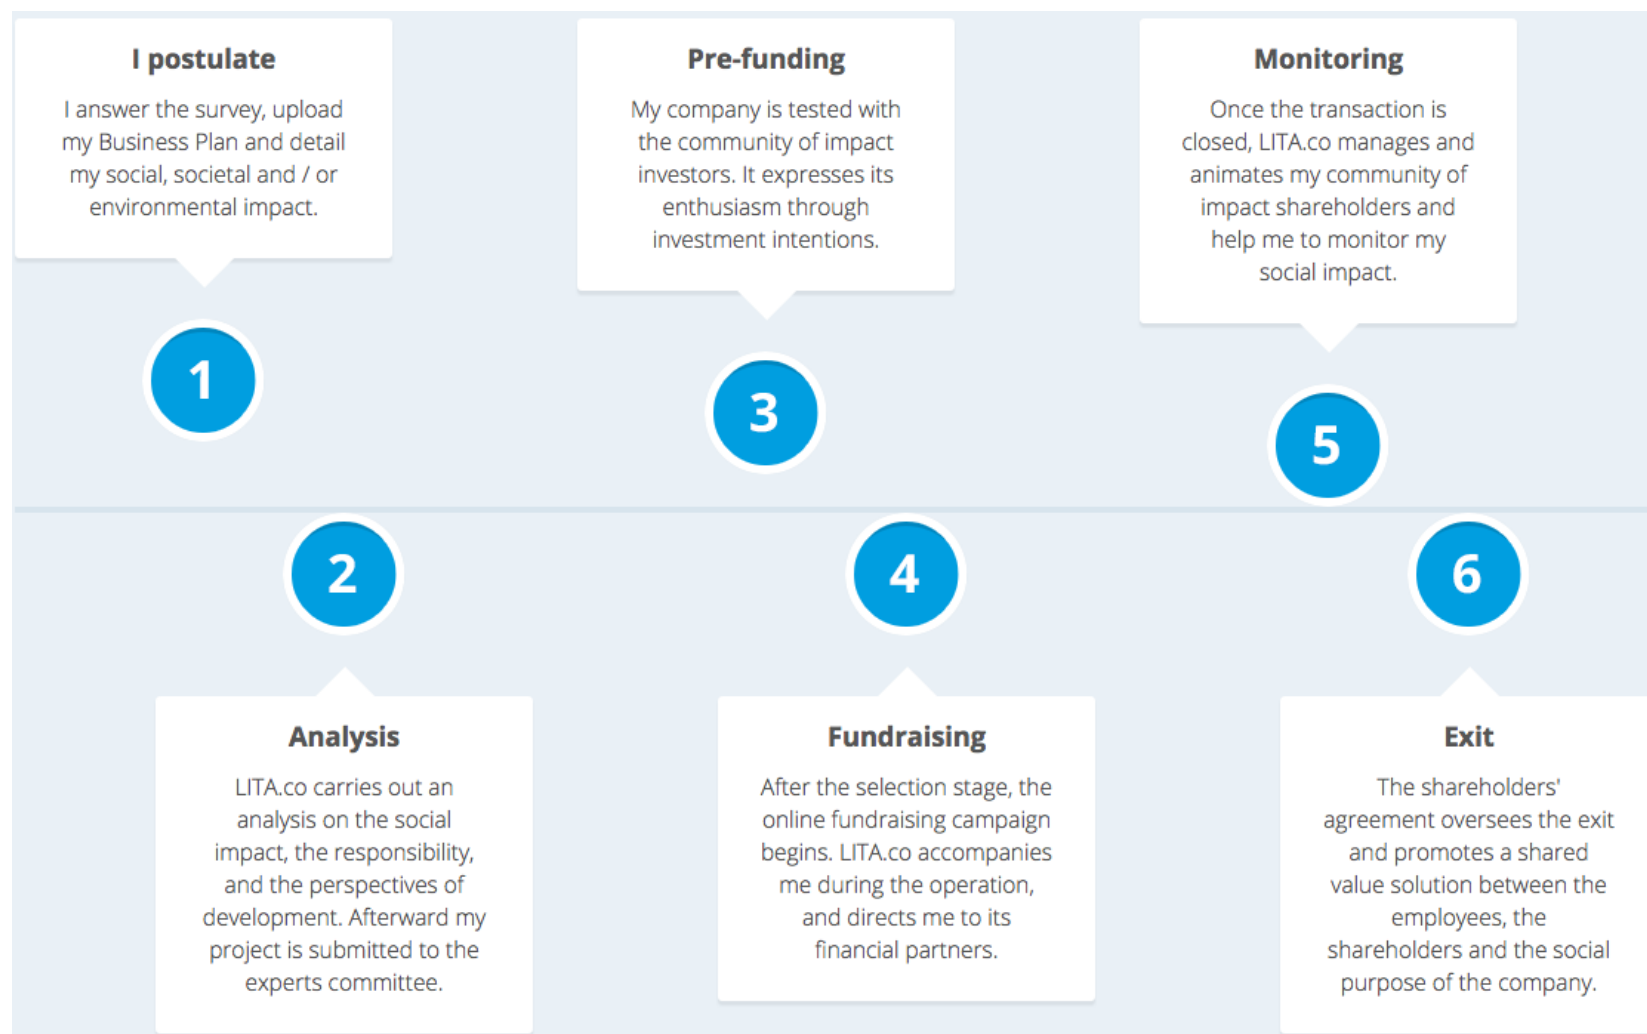 I postulate
I answer the survey, upload
my Business Plan and detail
my social, societal and / or
environmental impact.
1
2
Analysis
LITA.co carries out an
analysis on the social
impact, the responsibility,
and the perspectives of
development. Afterward my
project is submitted to the
experts committee.
Pre-funding
My company is tested with
the community of impact
investors. It expresses its
enthusiasm through
investment intentions.
3
4
Fundraising
After the selection stage, the
online fundraising campaign
begins. LITA.co accompanies
me during the operation,
and directs me to its
financial partners.
Monitoring
Once the transaction is
closed, LITA.co manages and
animates my community of
impact shareholders and
help me to monitor my
social impact.
5
6
Exit
The shareholders'
agreement oversees the exit
and promotes a shared
value solution between the
employees, the
shareholders and the social
purpose of the company.